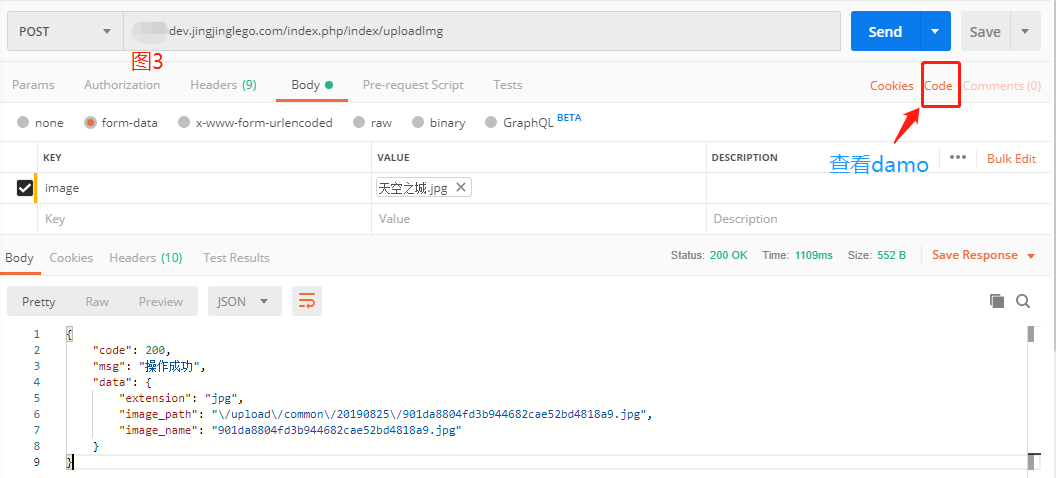 POST dev.jingjinglego.com/index.php/index/uploadImg Send Save
图3
Params Authorization Headers (9) Body Pre-request Script Tests Cookies Code Comments (0)
none form-data x-www-form-urlencoded raw binary GraphQL BETA
查看damo
KEY VALUE DESCRIPTION ••• Bulk Edit
image 天空之城.jpg
Key Value Description
Body Cookies Headers (10) Test Results Status: 200 OK Time: 1109ms Size: 552 B Save Response
Pretty Raw Preview JSON
1 {
2 "code": 200,
3 "msg": "操作成功",
4 "data": {
5 "extension": "jpg",
6 "image_path": "\/upload\/common\/20190825\/901da8804fd3b944682cae52bd4818a9.jpg",
7 "image_name": "901da8804fd3b944682cae52bd4818a9.jpg"
8 }
9 }